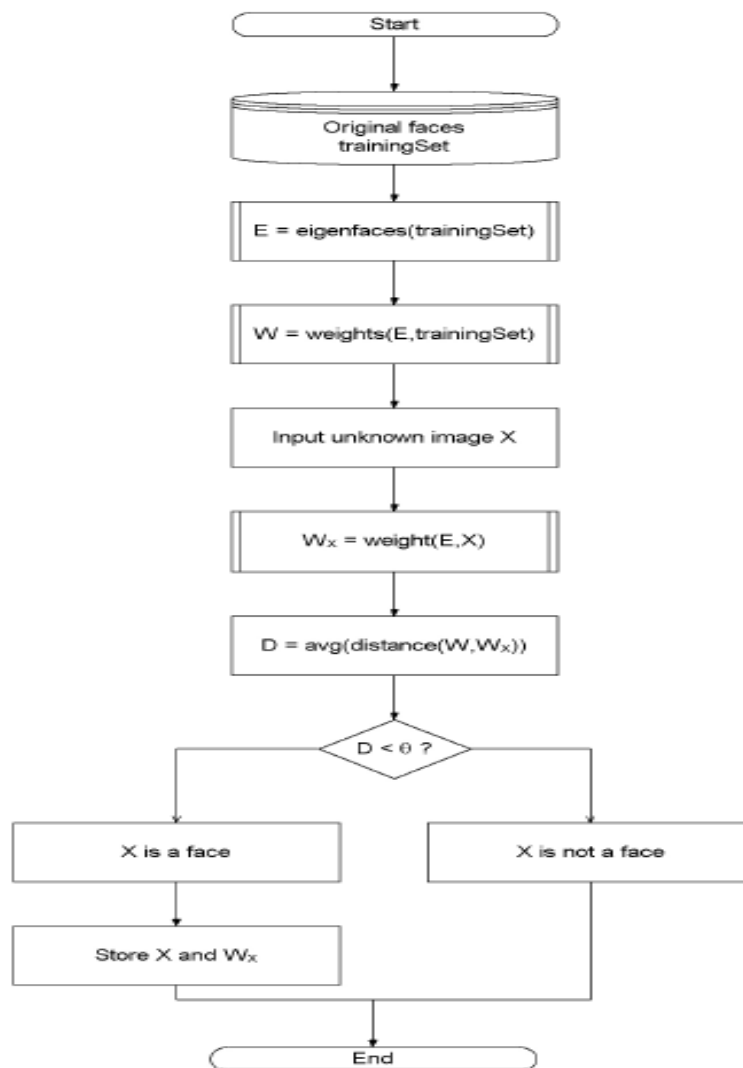 Start
Original faces
trainingSet
E = eigenfaces(trainingSet)
W = weights(E,trainingSet)
Input unknown image X
Wₓ = weight(E,X)
D = avg(distance(W,Wₓ))
D < θ ?
X is a face
X is not a face
Store X and Wₓ
End